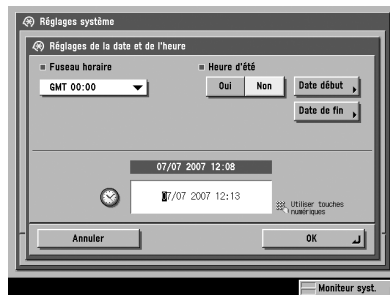 Réglages système
Réglages de la date et de l'heure
Fuseau horaire
Heure d'été
GMT 00:00
Oui
Non
Date début
Date de fin
07/07 2007 12:08
07/07 2007 12:13
Utiliser touches
numériques
Annuler
OK
Moniteur syst.